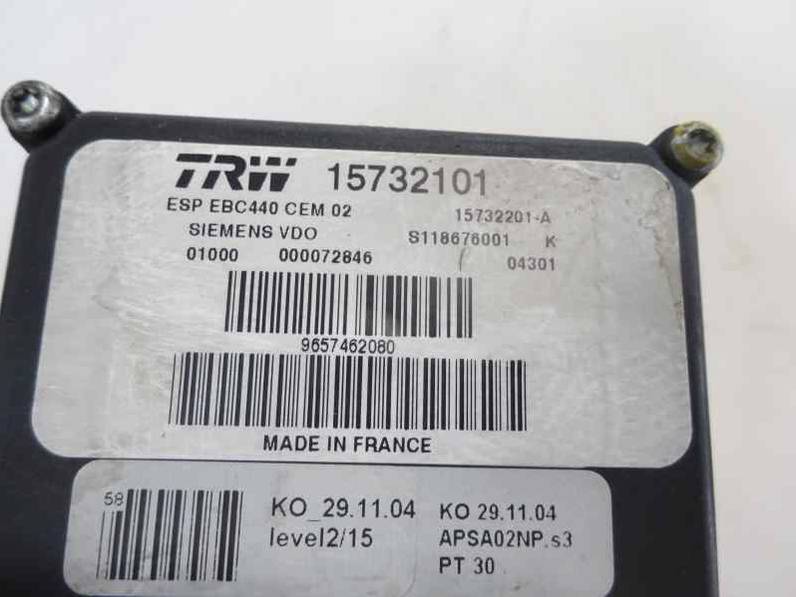 TRW 15732101
ESP EBC440 CEM 02 15732201-A
SIEMENS VDO S118676001 K
01000 000072846 04301
9657462080
MADE IN FRANCE
58
KO_29.11.04
level2/15
KO 29.11.04
APSA02NP.s3
PT 30